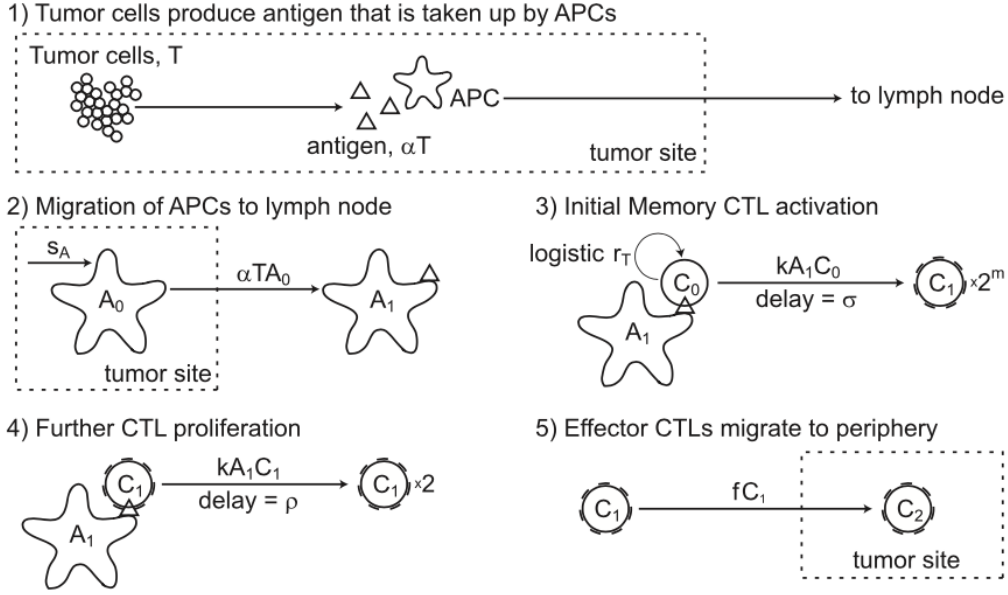 1) Tumor cells produce antigen that is taken up by APCs
Tumor cells, T
APC
to lymph node
antigen, αT
tumor site
2) Migration of APCs to lymph node
s_A
A_0
αTA_0
A_1
tumor site
3) Initial Memory CTL activation
logistic r_T
C_0
A_1
kA_1C_0
delay = σ
C_1 x2^m
4) Further CTL proliferation
C_1
A_1
kA_1C_1
delay = ρ
C_1 x2
5) Effector CTLs migrate to periphery
C_1
fC_1
C_2
tumor site